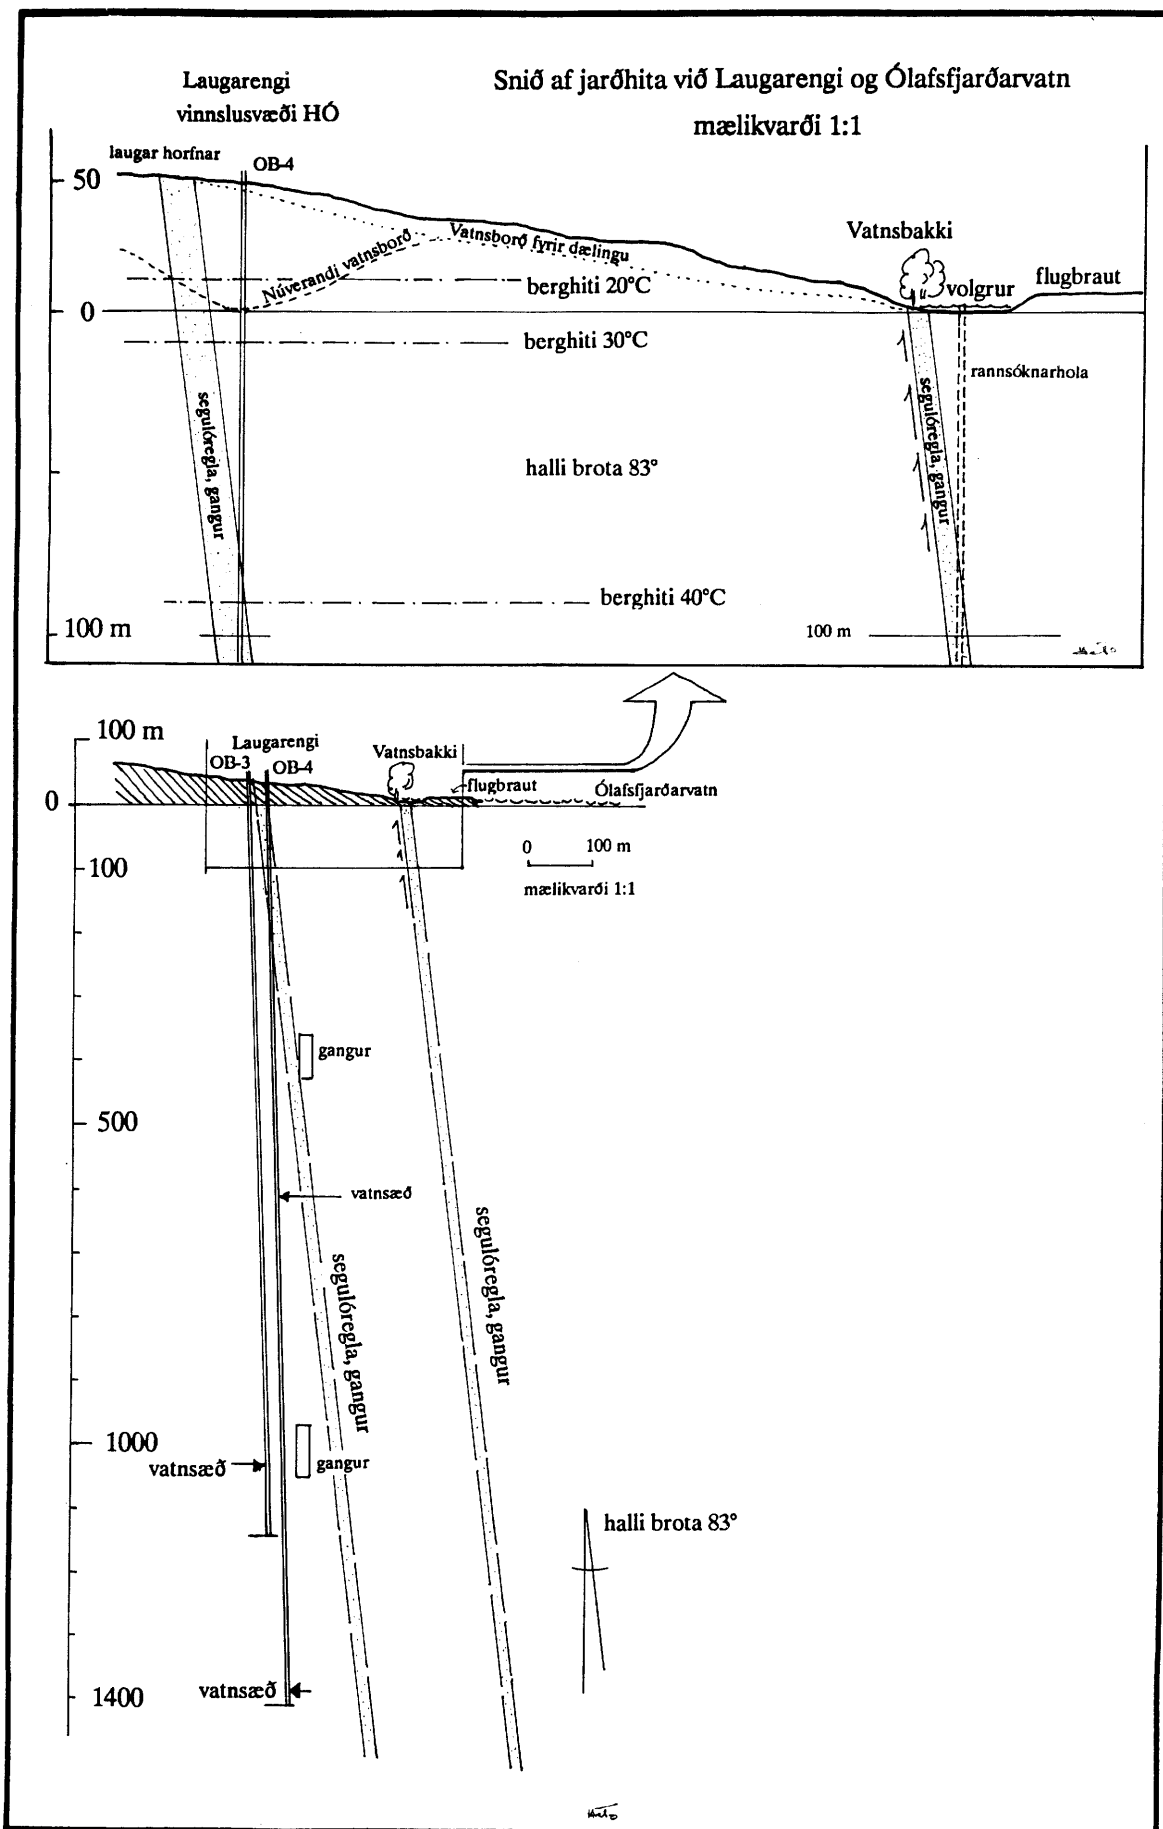 Laugarengi
vinnslusvæði HÓ
Snið af jarðhita við Laugarengi og Ólafsfjarðarvatn
mælikvarði 1:1
laugar horfnar
OB-4
50
Vatnsborð fyrir dælingu
Núverandi vatnsborð
Vatnsbakki
berghiti 20°C
volgrur
flugbraut
0
berghiti 30°C
rannsóknarhola
segulóregla, gangur
segulóregla, gangur
halli brota 83°
berghiti 40°C
100 m
100 m
100 m
Laugarengi
OB-3
OB-4
Vatnsbakki
flugbraut
Ólafsfjarðarvatn
0
0 100 m
mælikvarði 1:1
100
gangur
500
vatnsæð
segulóregla, gangur
segulóregla, gangur
1000
vatnsæð
gangur
halli brota 83°
vatnsæð
1400